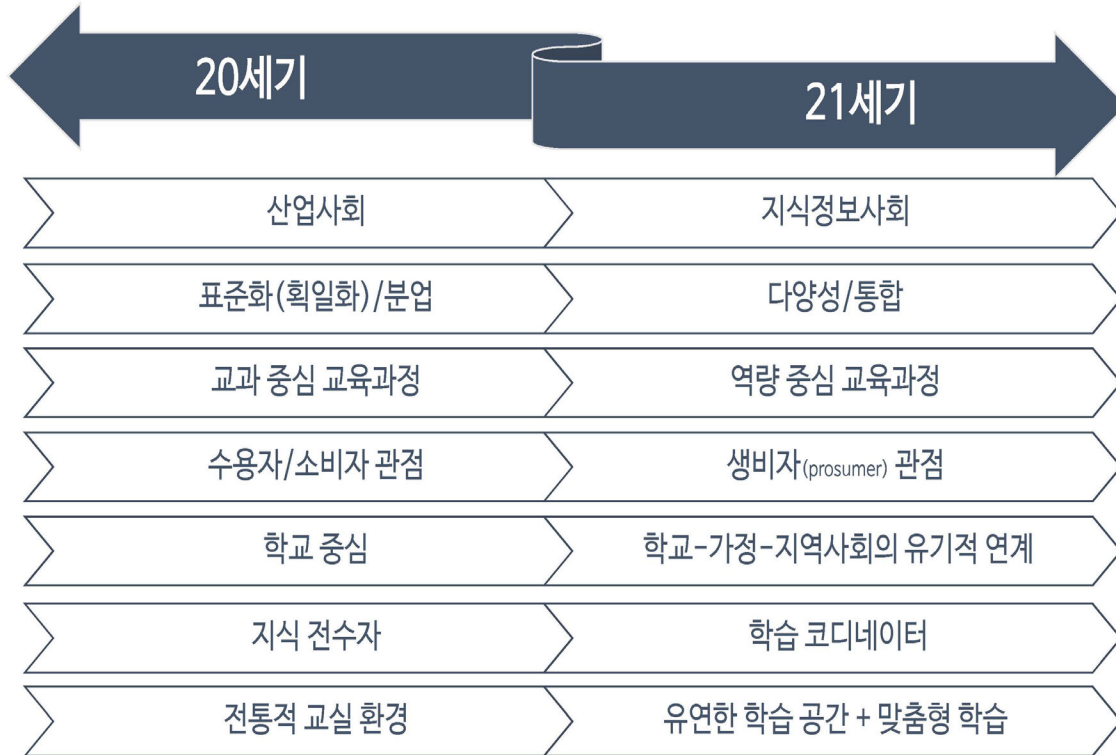 20세기
21세기
산업사회
지식정보사회
표준화(획일화)/분업
다양성/통합
교과 중심 교육과정
역량 중심 교육과정
수용자/소비자 관점
생비자(prosumer) 관점
학교 중심
학교-가정-지역사회의 유기적 연계
지식 전수자
학습 코디네이터
전통적 교실 환경
유연한 학습 공간 + 맞춤형 학습